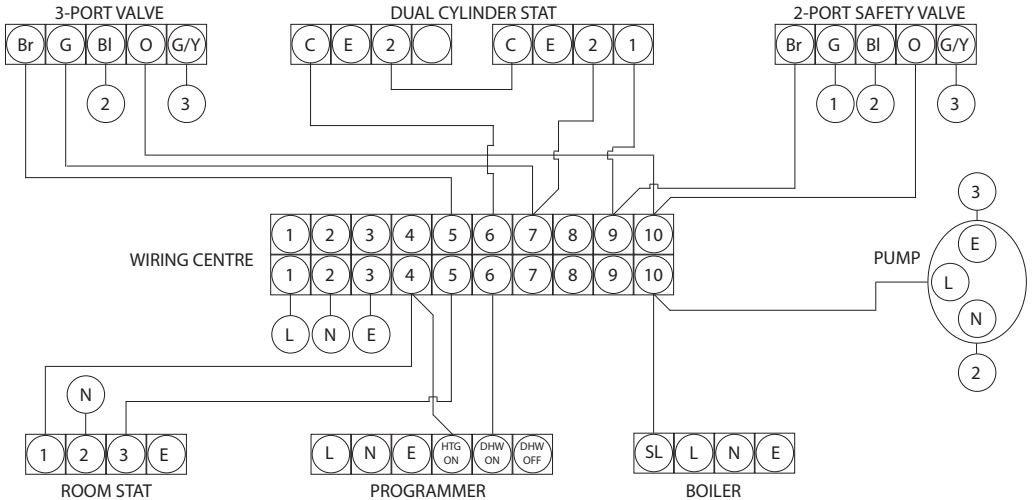 3-PORT VALVE DUAL CYLINDER STAT 2-PORT SAFETY VALVE
Br G Bl O G/Y C E 2 C E 2 1 Br G Bl O G/Y
2 3 1 2 3
3
E
PUMP
L
N
2
WIRING CENTRE
1 2 3 4 5 6 7 8 9 10
1 2 3 4 5 6 7 8 9 10
L N E
N
1 2 3 E L N E HTG ON DHW ON DHW OFF SL L N E
ROOM STAT PROGRAMMER BOILER